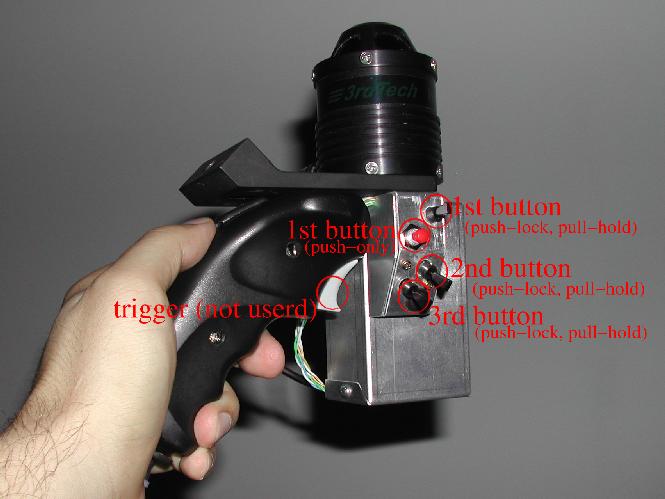 3rdTech
1st button
(push-lock, pull-hold)
1st button
(push-only)
2nd button
(push-lock, pull-hold)
trigger (not userd)
3rd button
(push-lock, pull-hold)